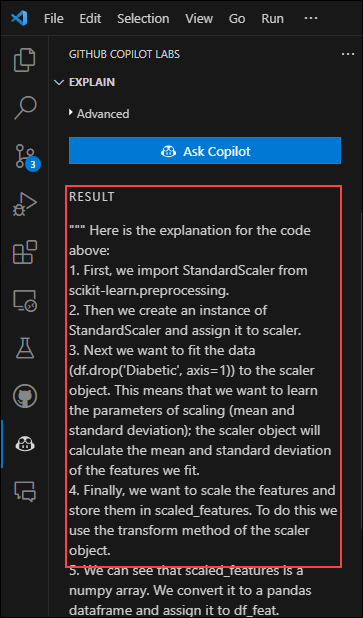 File Edit Selection View Go Run ···
GITHUB COPILOT LABS ···
EXPLAIN
Advanced
Ask Copilot
3
RESULT
""" Here is the explanation for the code
above:
1. First, we import StandardScaler from
scikit-learn.preprocessing.
2. Then we create an instance of
StandardScaler and assign it to scaler.
3. Next we want to fit the data
(df.drop('Diabetic', axis=1)) to the scaler
object. This means that we want to learn
the parameters of scaling (mean and
standard deviation); the scaler object will
calculate the mean and standard deviation
of the features we fit.
4. Finally, we want to scale the features and
store them in scaled_features. To do this we
use the transform method of the scaler
object.
5. We can see that scaled_features is a
numpy array. We convert it to a pandas
dataframe and assign it to df_feat.